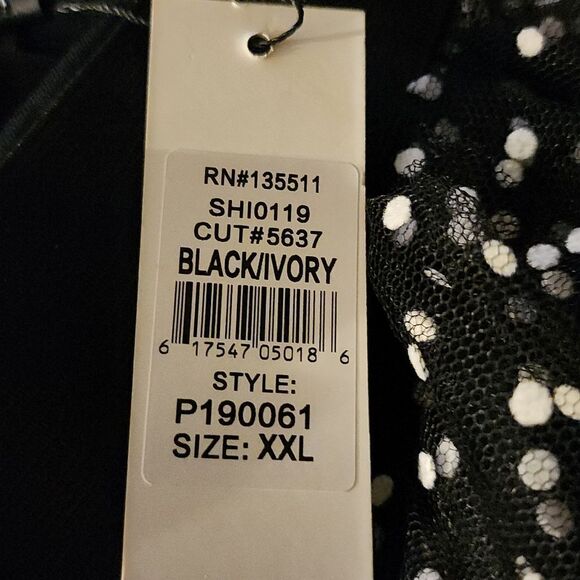 RN#135511
SHI0119
CUT#5637
BLACK/IVORY
6 17547 05018 6
STYLE:
P190061
SIZE: XXL